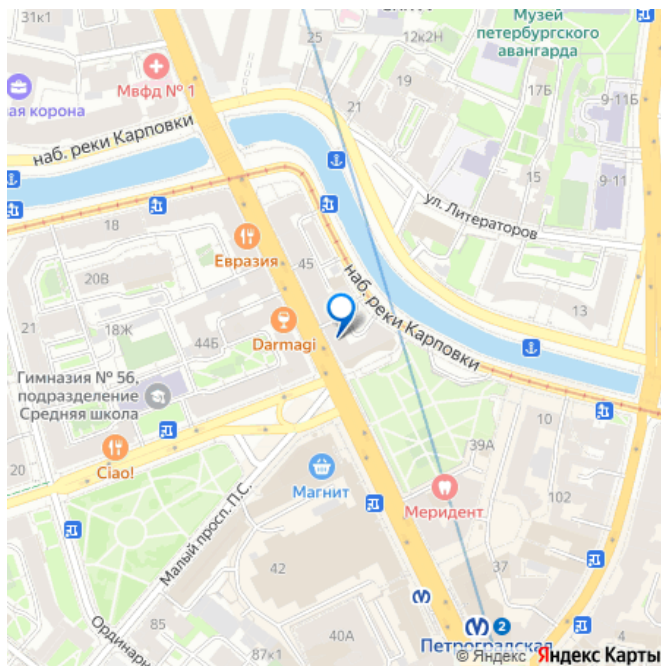 31к1
25
12к2Н
Музей
петербургского
авангарда
Мвфд № 1
19
21
17Б
9-11Б
ая корона
наб. реки Карповки
15
9-11
ул. Литераторов
18
Евразия
45
20В
наб. реки Карповки
21
18Ж
44Б
Darmagi
13
Гимназия № 56,
подразделение
Средняя школа
10
39А
20
Ciao!
Магнит
Меридент
102
Малый просп. П.С.
42
37
85
Ординарн
87к1
40А
2
Петроградская
4
© Яндекс Яндекс Карты